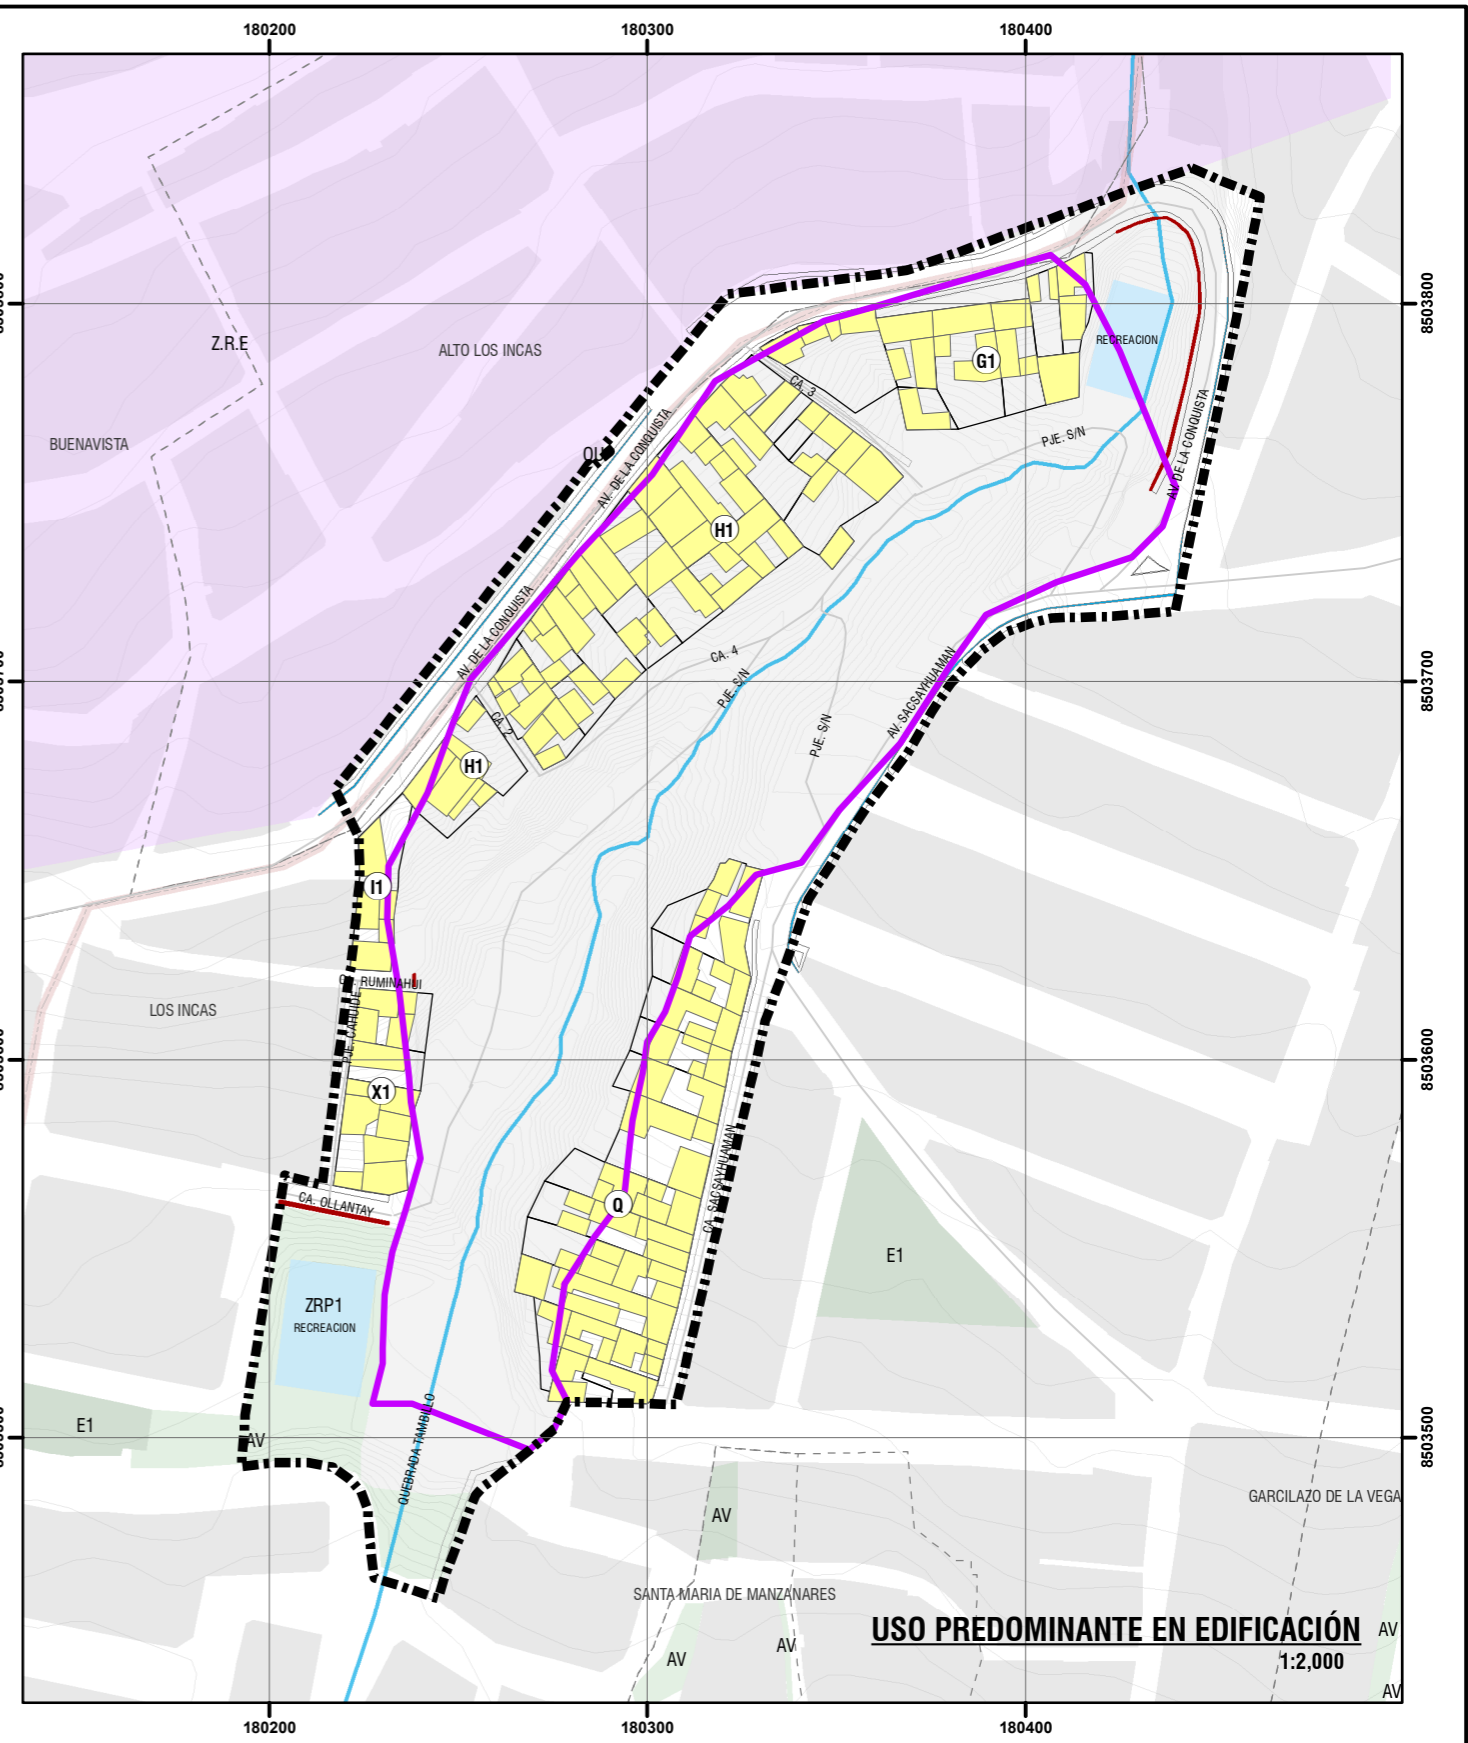 180200
180300
180400
8503800
Z.R.E
ALTO LOS INCAS
RECREACION
G1
CA. 3
BUENAVISTA
AV. DE LA CONQUISTA
AV. DE LA CONQUISTA
PJE. S/N
H1
AV. DE LA CONQUISTA
CA. 4
PJE. S/N
8503700
AV. SACSAYHUAMAN
CA. 2
PJE. S/N
H1
I1
CA. RUMIÑAHUI
LOS INCAS
PJE. CAHUIDE
8503600
X1
CA. SACSAYHUAMAN
CA. OLLANTAY
Q
E1
ZRP1
RECREACION
E1
AV
QUEBRADA TAMBILLO
8503500
GARCILAZO DE LA VEGA
AV
SANTA MARIA DE MANZANARES
USO PREDOMINANTE EN EDIFICACIÓN
1:2,000
AV
AV
AV
AV
180200
180300
180400